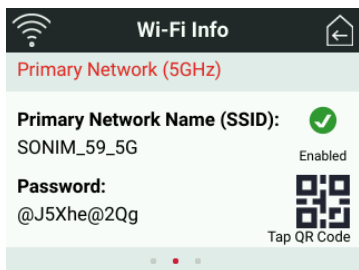 Wi-Fi Info
Primary Network (5GHz)
Primary Network Name (SSID):
SONIM_59_5G
Enabled
Password:
@J5Xhe@2Qg
Tap QR Code